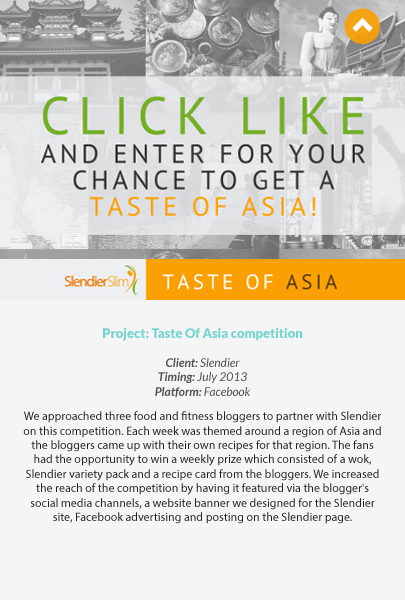 CLICK LIKE
AND ENTER FOR YOUR
CHANCE TO GET A
TASTE OF ASIA!
SlendierSlim
TASTE OF ASIA
Project: Taste Of Asia competition
Client: Slendier
Timing: July 2013
Platform: Facebook
We approached three food and fitness bloggers to partner with Slendier
on this competition. Each week was themed around a region of Asia and
the bloggers came up with their own recipes for that region. The fans
had the opportunity to win a weekly prize which consisted of a wok,
Slendier variety pack and a recipe card from the bloggers. We increased
the reach of the competition by having it featured via the blogger's
social media channels, a website banner we designed for the Slendier
site, Facebook advertising and posting on the Slendier page.